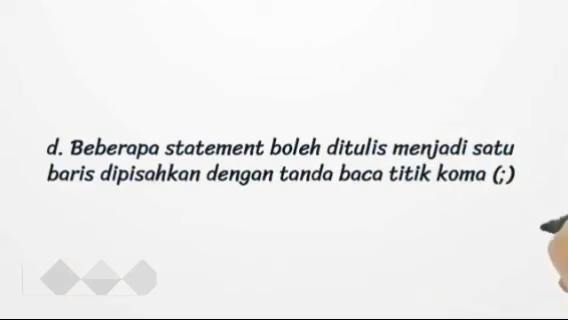 d. Beberapa statement boleh ditulis menjadi satu
baris dipisahkan dengan tanda baca titik koma (;)